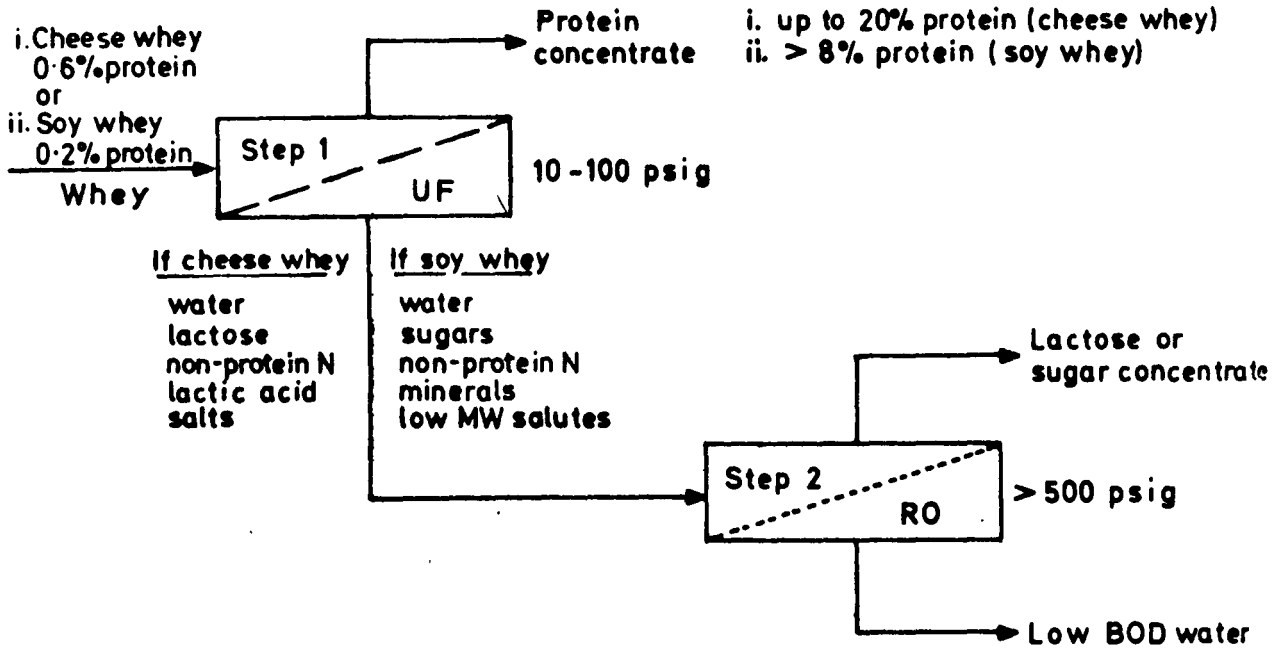 i. Cheese whey
0·6% protein
or
ii. Soy whey
0·2% protein
Whey
Step 1
UF
10-100 psig
Protein
concentrate
i. up to 20% protein (cheese whey)
ii. > 8% protein (soy whey)
If cheese whey
water
lactose
non-protein N
lactic acid
salts
If soy whey
water
sugars
non-protein N
minerals
low MW salutes
Step 2
RO
> 500 psig
Lactose or
sugar concentrate
Low BOD water